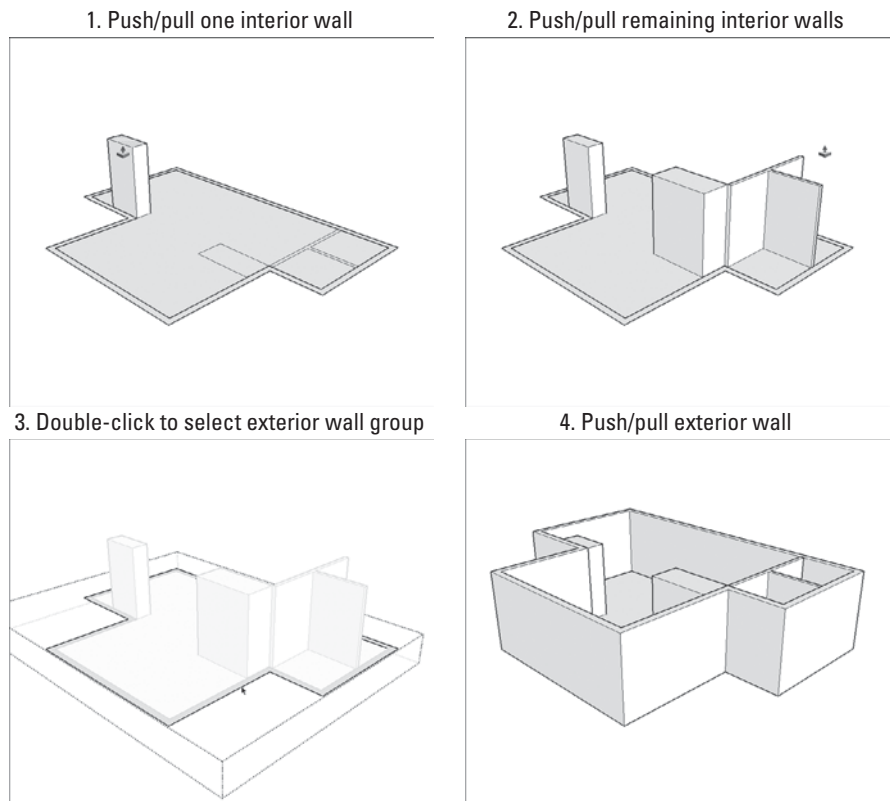 1. Push/pull one interior wall
2. Push/pull remaining interior walls
3. Double-click to select exterior wall group
4. Push/pull exterior wall